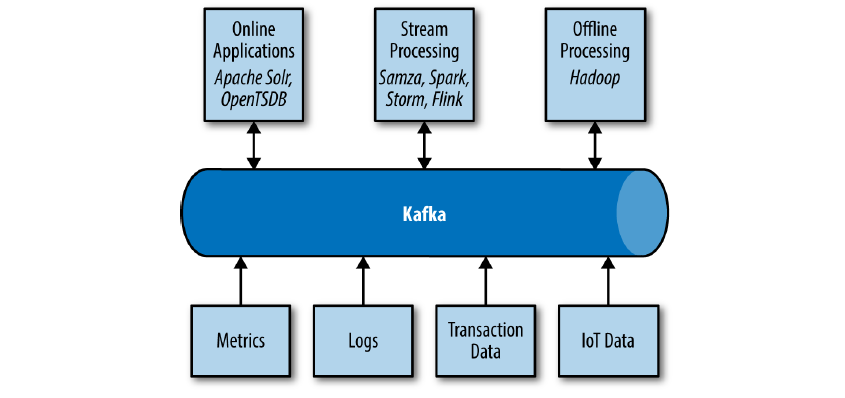 Online
Applications
Apache Solr,
OpenTSDB
Stream
Processing
Samza, Spark,
Storm, Flink
Offline
Processing
Hadoop
Kafka
Metrics
Logs
Transaction
Data
IoT Data